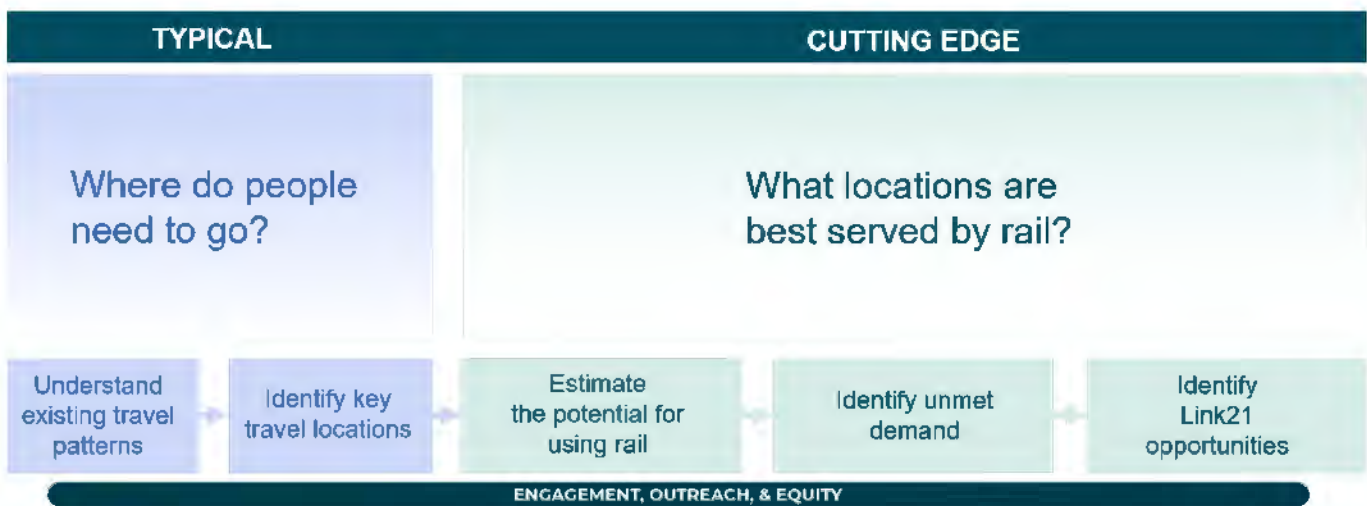 TYPICAL
CUTTING EDGE
Where do people
need to go?
What locations are
best served by rail?
Understand
existing travel
patterns
Identify key
travel locations
Estimate
the potential for
using rail
Identify unmet
demand
Identify
Link21
opportunities
ENGAGEMENT, OUTREACH, & EQUITY